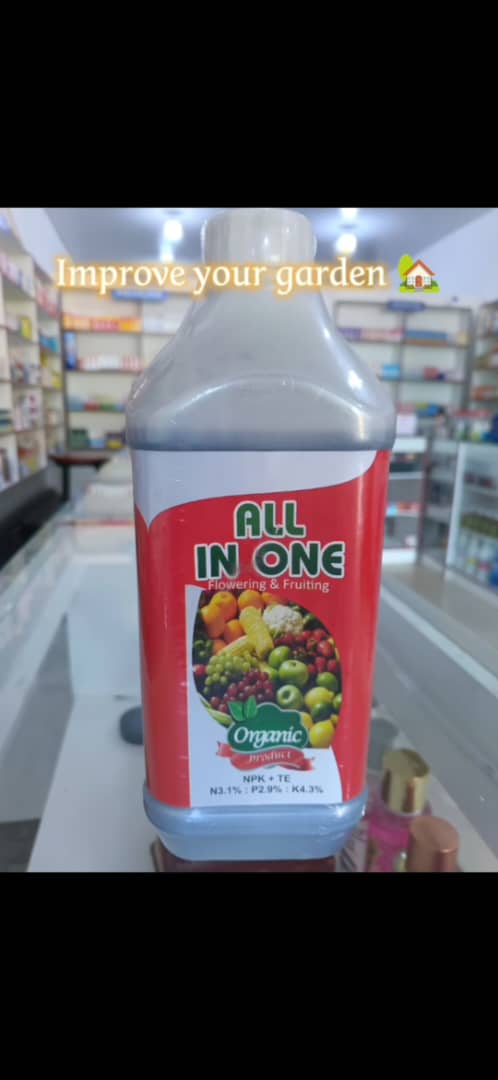 Improve your garden 🏡
ALL
IN ONE
Flowering & Fruiting
Organic
Product
NPK + TE
N3.1% : P2.9% : K4.3%